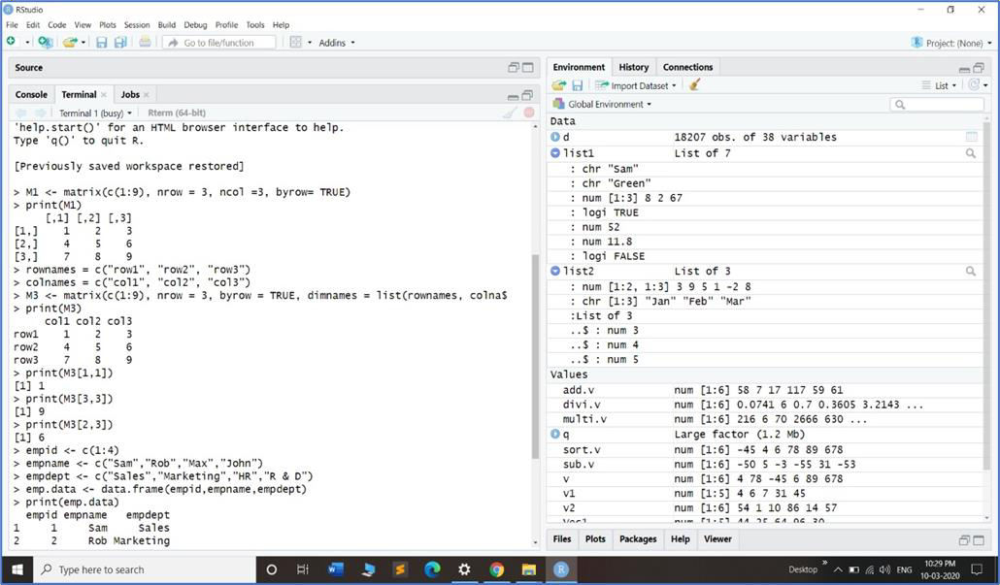 RStudio
File Edit Code View Plots Session Build Debug Profile Tools Help
Go to file/function Addins Project: (None)
Source
Console Terminal Jobs
Terminal 1 (busy) Rterm (64-bit)
'help.start()' for an HTML browser interface to help.
Type 'q()' to quit R.
[Previously saved workspace restored]
> M1 <- matrix(c(1:9), nrow = 3, ncol =3, byrow= TRUE)
> print(M1)
[,1] [,2] [,3]
[1,] 1 2 3
[2,] 4 5 6
[3,] 7 8 9
> rownames = c("row1", "row2", "row3")
> colnames = c("col1", "col2", "col3")
> M3 <- matrix(c(1:9), nrow = 3, byrow = TRUE, dimnames = list(rownames, colna$
> print(M3)
col1 col2 col3
row1 1 2 3
row2 4 5 6
row3 7 8 9
> print(M3[1,1])
[1] 1
> print(M3[3,3])
[1] 9
> print(M3[2,3])
[1] 6
> empid <- c(1:4)
> empname <- c("Sam","Rob","Max","John")
> empdept <- c("Sales","Marketing","HR","R & D")
> emp.data <- data.frame(empid,empname,empdept)
> print(emp.data)
empid empname empdept
1 1 Sam Sales
2 2 Rob Marketing
Environment History Connections
Import Dataset List
Global Environment
Data
d 18207 obs. of 38 variables
list1 List of 7
: chr "Sam"
: chr "Green"
: num [1:3] 8 2 67
: logi TRUE
: num 52
: num 11.8
: logi FALSE
list2 List of 3
: num [1:2, 1:3] 3 9 5 1 -2 8
: chr [1:3] "Jan" "Feb" "Mar"
:List of 3
..$ : num 3
..$ : num 4
..$ : num 5
Values
add.v num [1:6] 58 7 17 117 59 61
divi.v num [1:6] 0.0741 6 0.7 0.3605 3.2143 ...
multi.v num [1:6] 216 6 70 2666 630 ...
q Large factor (1.2 Mb)
sort.v num [1:6] -45 4 6 78 89 678
sub.v num [1:6] -50 5 -3 -55 31 -53
v num [1:6] 4 78 -45 6 89 678
v1 num [1:5] 4 6 7 31 45
v2 num [1:6] 54 1 10 86 14 57
Files Plots Packages Help Viewer
Type here to search
Desktop ENG 10:29 PM
10-03-2020